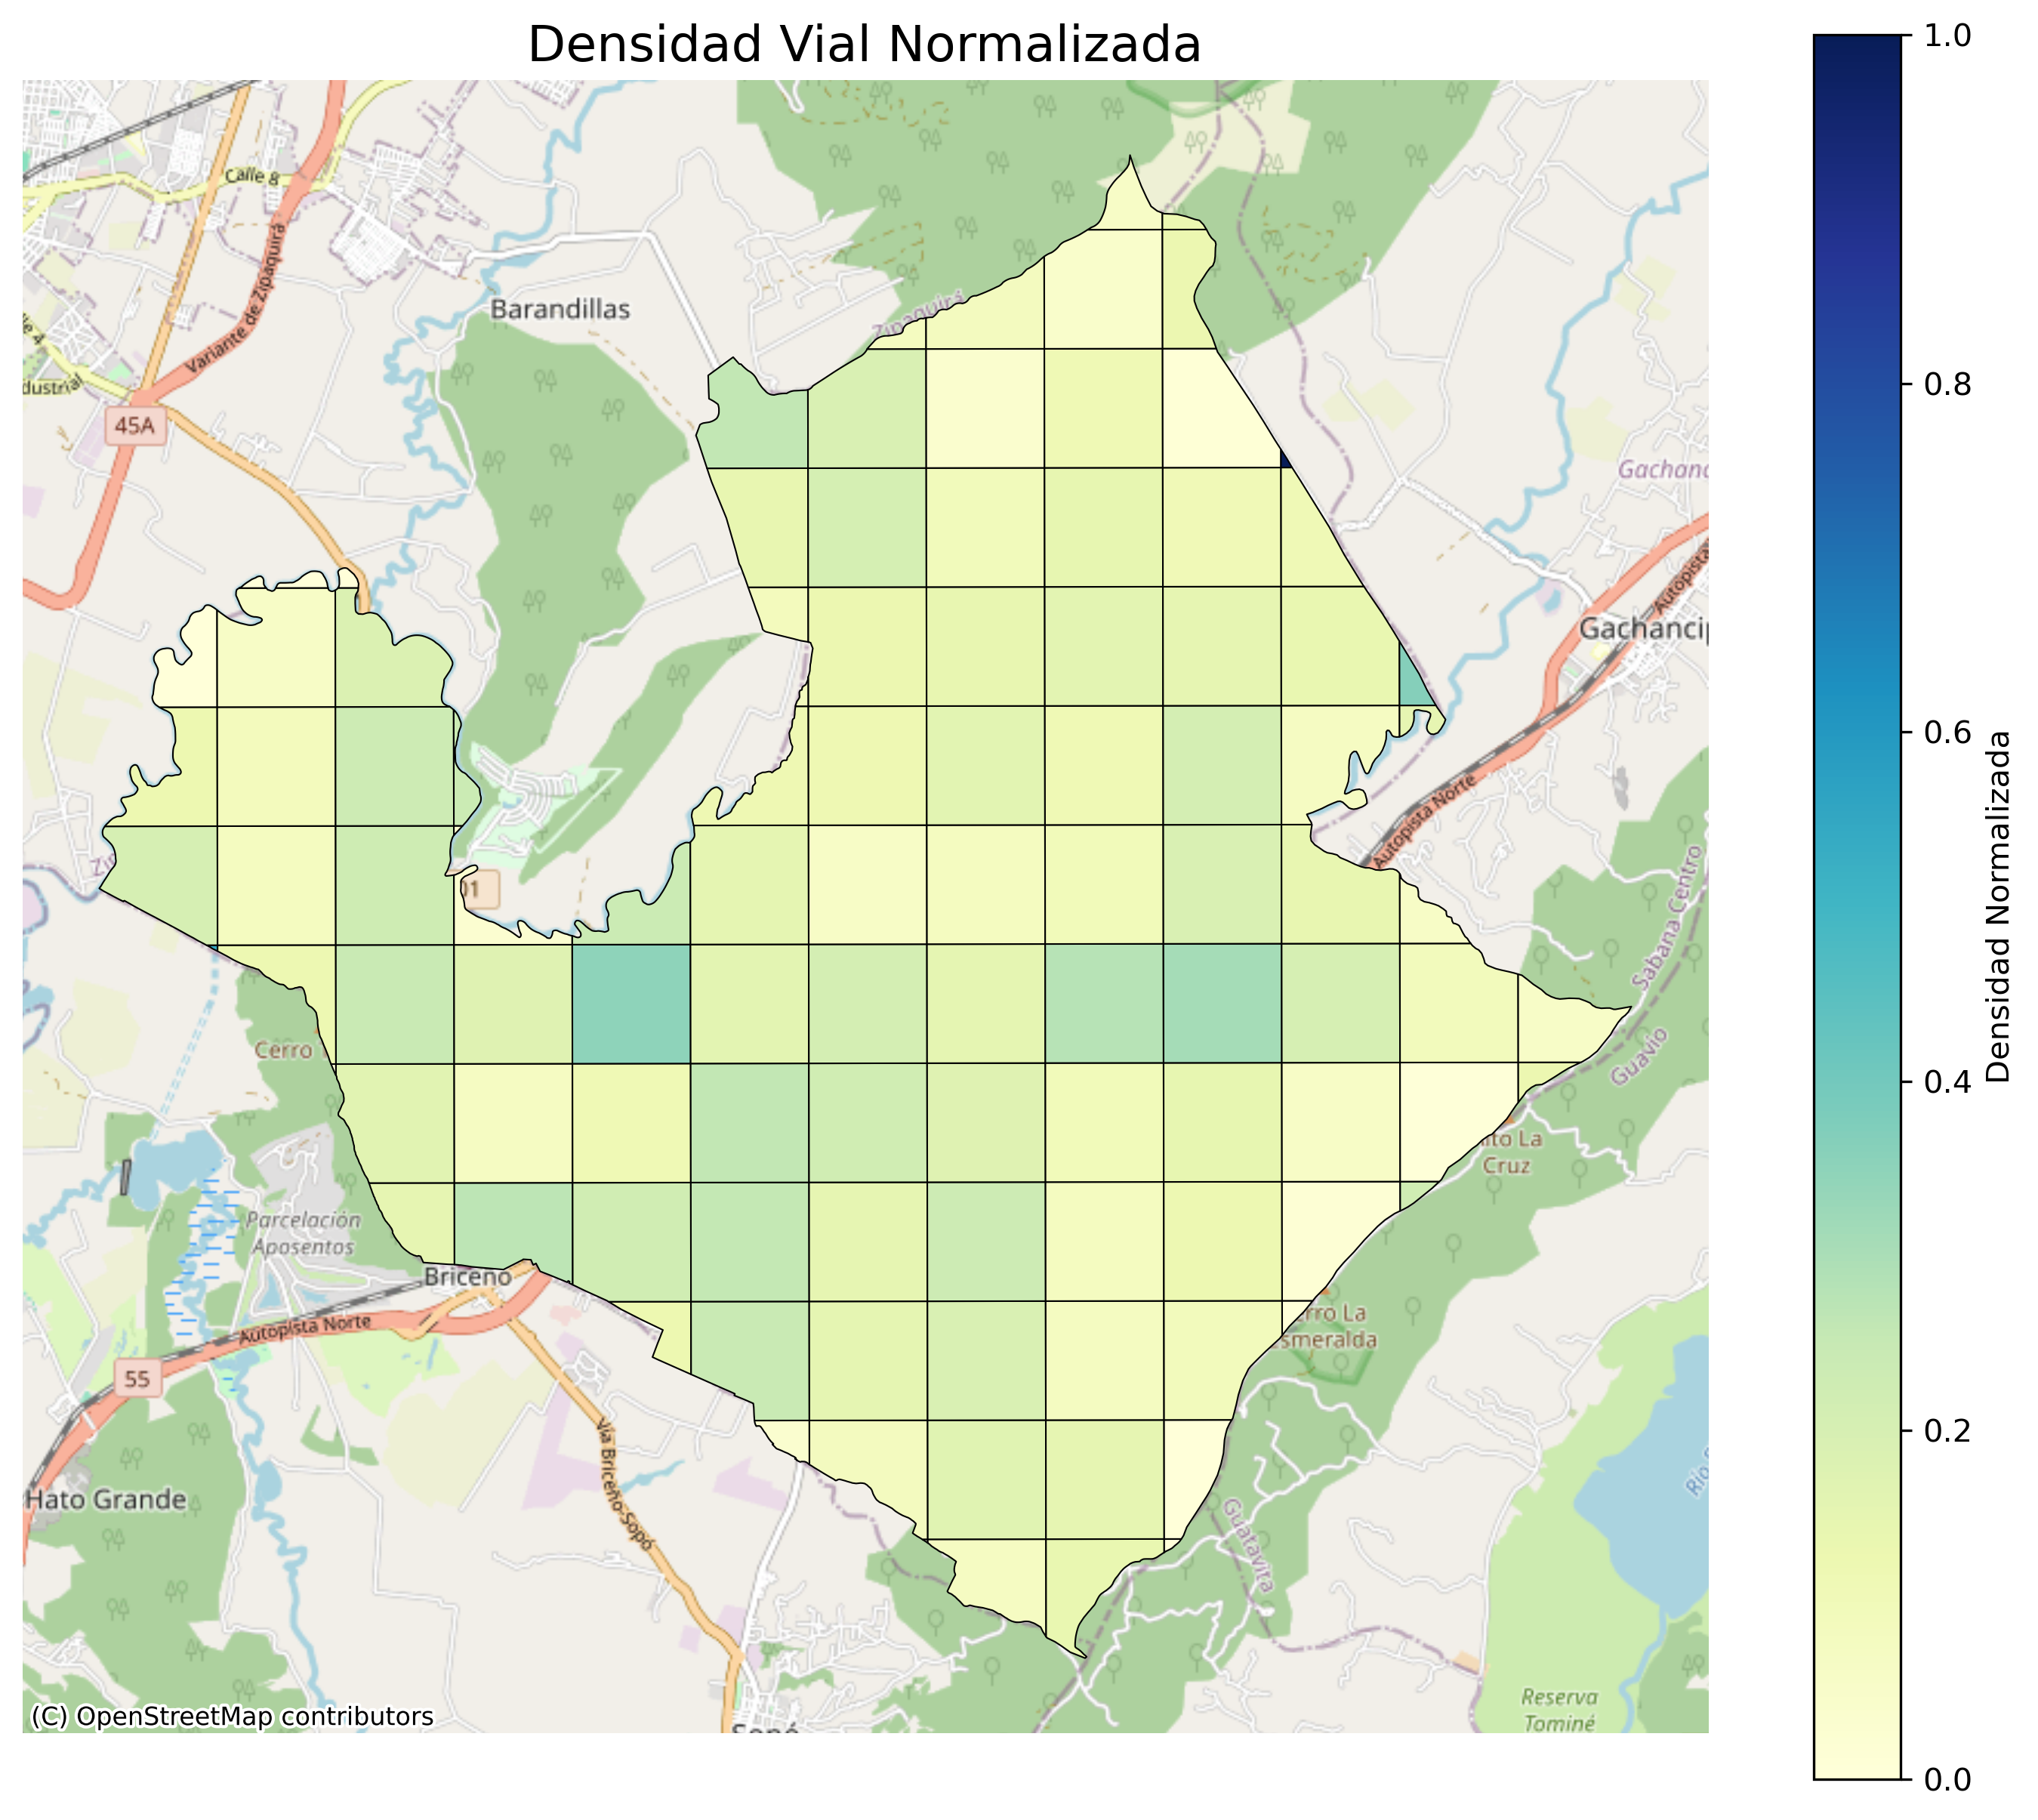 Densidad Vial Normalizada
Calle 8
Variante de Zipaquirá
Barandillas
Zipaquirá
dustrial
45A
Gachanc
Autopista
Gachancip
01
Autopista Norte
Sabana Centro
Cerro
Guavio
ito La
Cruz
Parcelación
Aposentos
Briceno
Autopista Norte
erro La
smeralda
55
Vía Briceño-Sopó
Hato Grande
Guatavita
Reserva
Tominé
Sopó
(C) OpenStreetMap contributors
1.0
0.8
0.6
0.4
0.2
0.0
Densidad Normalizada